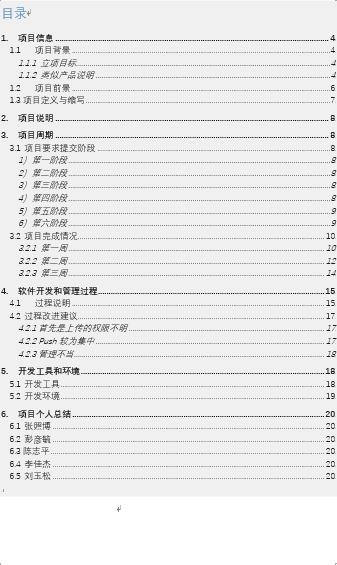 目录
1. 项目信息 4
1.1 项目背景 4
1.1.1 立项目标 4
1.1.2 类似产品说明 4
1.2 项目前景 6
1.3 项目定义与缩写 7
2. 项目说明 8
3. 项目周期 8
3.1 项目要求提交阶段 8
1）第一阶段 8
2）第二阶段 8
3）第三阶段 8
4）第四阶段 8
5）第五阶段 9
6）第六阶段 9
3.2 项目完成情况 10
3.2.1 第一周 10
3.2.2 第二周 12
3.2.3 第三周 14
4. 软件开发和管理过程 15
4.1 过程说明 15
4.2 过程改进建议 17
4.2.1 首先是上传的权限不明 17
4.2.2 Push 较为集中 17
4.2.3 管理不当 18
5. 开发工具和环境 18
5.1 开发工具 18
5.2 开发环境 19
6. 项目个人总结 20
6.1 张照博 20
6.2 彭彦毓 20
6.3 陈志平 20
6.4 李佳杰 20
6.5 刘玉松 20